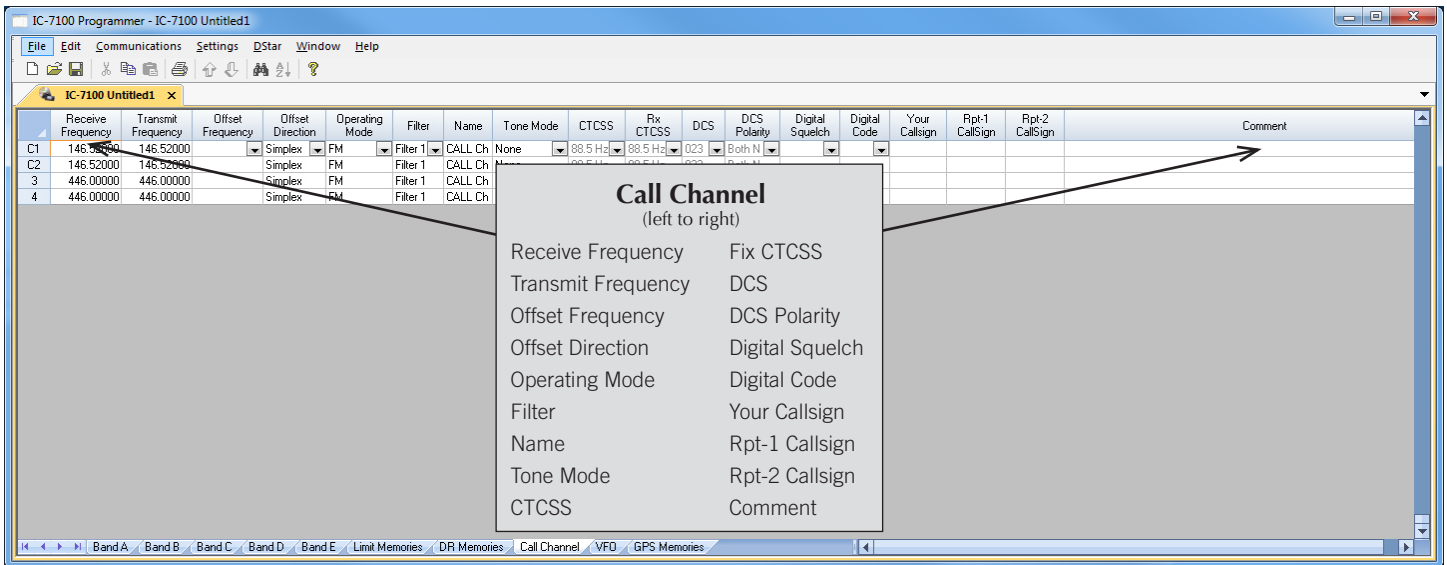 IC-7100 Programmer - IC-7100 Untitled1
File Edit Communications Settings DStar Window Help
IC-7100 Untitled1 X
Receive Frequency Transmit Frequency Offset Frequency Offset Direction Operating Mode Filter Name Tone Mode CTCSS Rx CTCSS DCS DCS Polarity Digital Squelch Digital Code Your Callsign Rpt-1 CallSign Rpt-2 CallSign Comment
C1 146.52000 146.52000 Simplex FM Filter 1 CALL Ch None 88.5 Hz 88.5 Hz 023 Both N
C2 146.52000 146.52000 Simplex FM Filter 1 CALL Ch
3 446.00000 446.00000 Simplex FM Filter 1 CALL Ch
4 446.00000 446.00000 Simplex FM Filter 1 CALL Ch
Call Channel
(left to right)
Receive Frequency
Transmit Frequency
Offset Frequency
Offset Direction
Operating Mode
Filter
Name
Tone Mode
CTCSS
Fix CTCSS
DCS
DCS Polarity
Digital Squelch
Digital Code
Your Callsign
Rpt-1 Callsign
Rpt-2 Callsign
Comment
Band A Band B Band C Band D Band E Limit Memories DR Memories Call Channel VFO GPS Memories